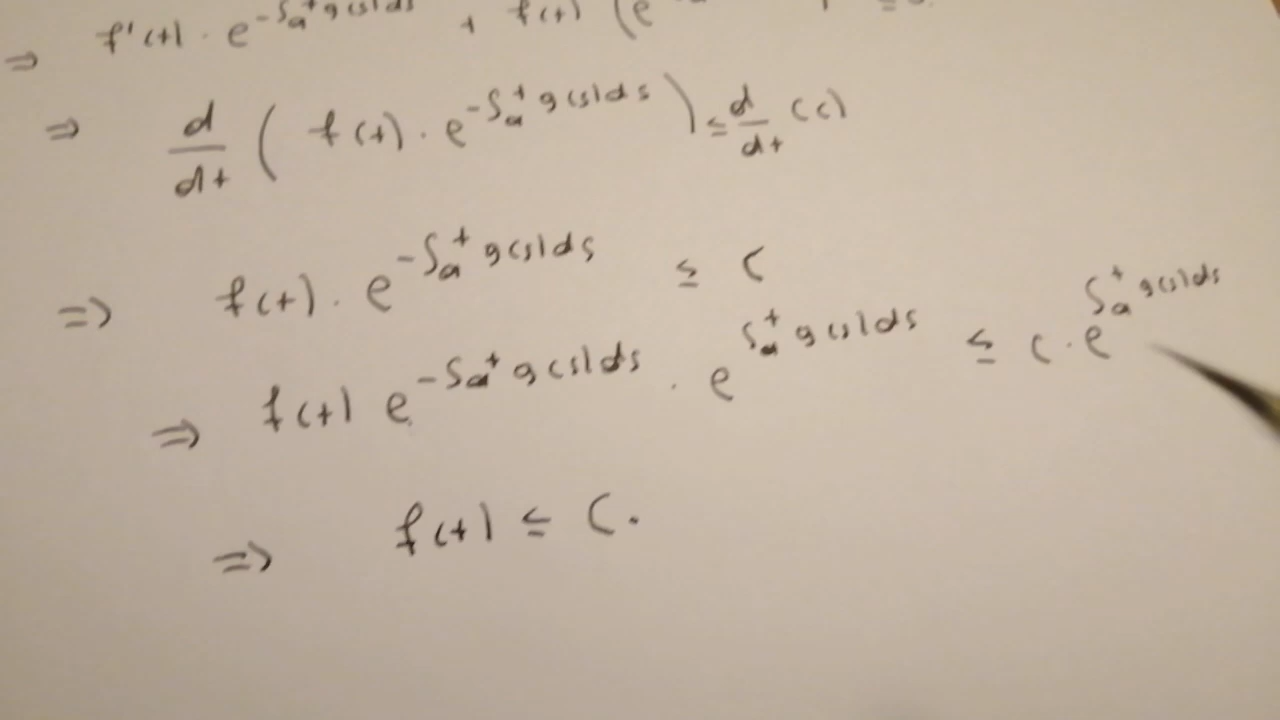 ⇒ f'(t) · e^{-∫_a^t g(s)ds} + f(t) (e
⇒ d/dt ( f(t) · e^{-∫_a^t g(s)ds} ) ≤ d/dt (c)
⇒ f(t) · e^{-∫_a^t g(s)ds} ≤ c
⇒ f(t) e^{-∫_a^t g(s)ds} · e^{∫_a^t g(s)ds} ≤ c · e^{∫_a^t g(s)ds}
⇒ f(t) ≤ c.